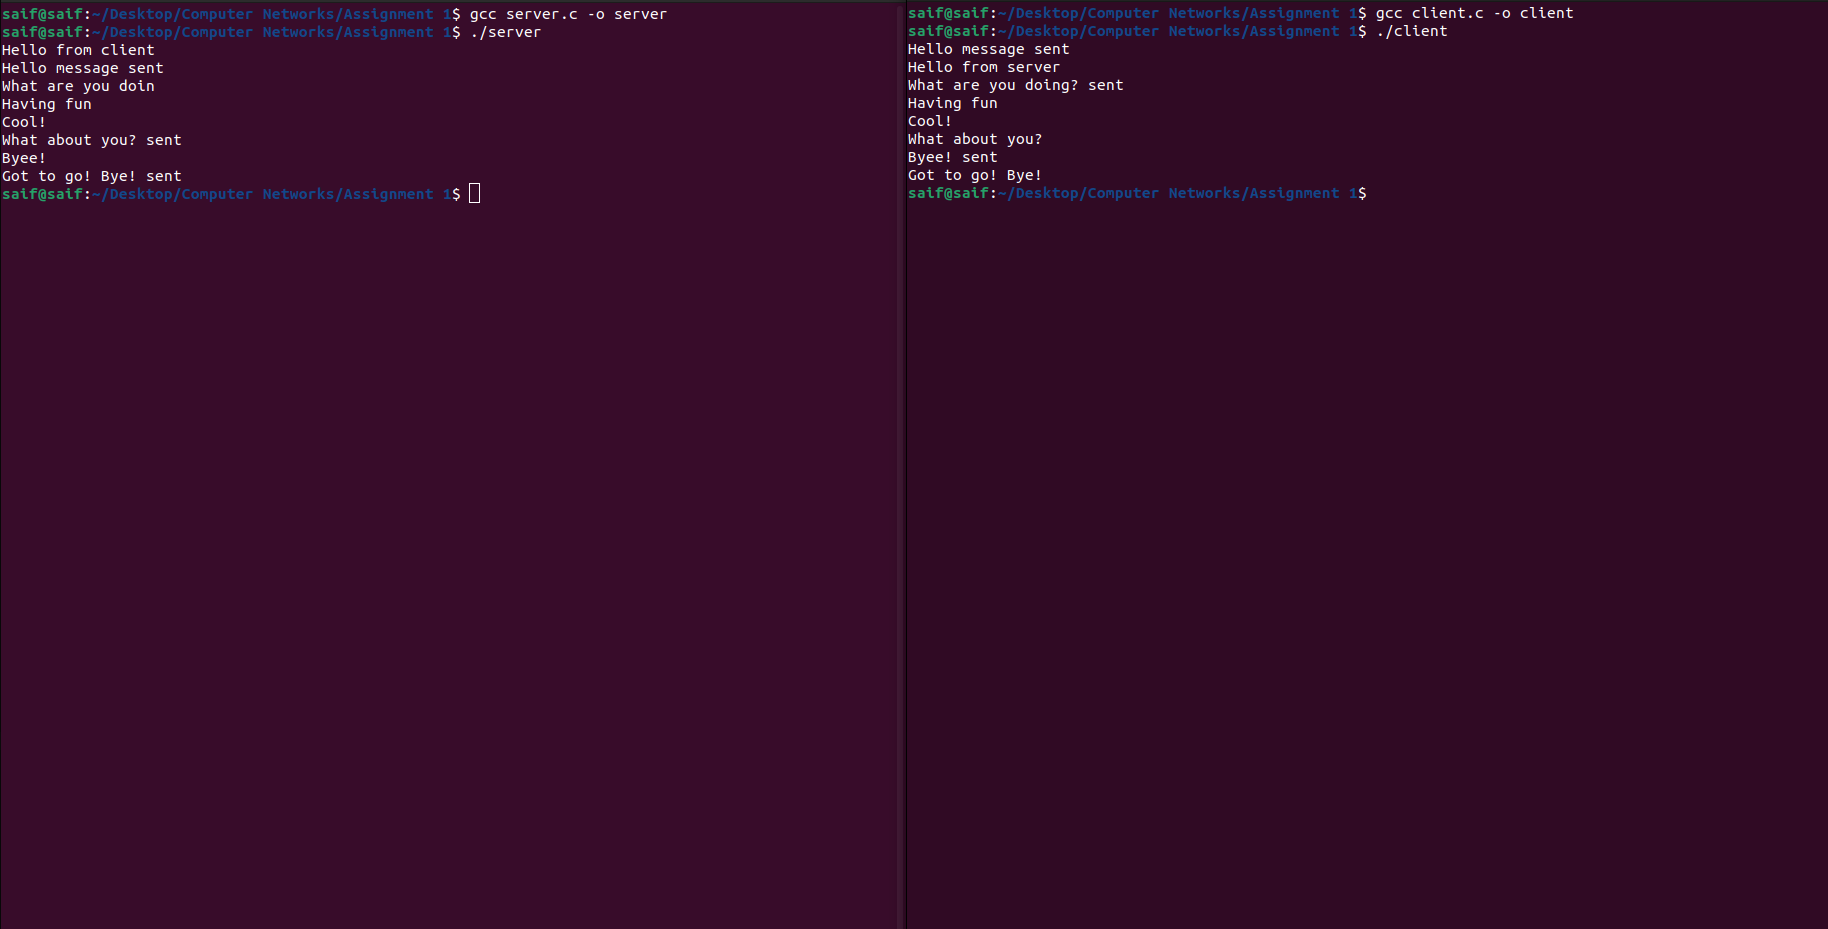 saif@saif:~/Desktop/Computer Networks/Assignment 1$ gcc server.c -o server
saif@saif:~/Desktop/Computer Networks/Assignment 1$ ./server
Hello from client
Hello message sent
What are you doin
Having fun
Cool!
What about you? sent
Byee!
Got to go! Bye! sent
saif@saif:~/Desktop/Computer Networks/Assignment 1$
saif@saif:~/Desktop/Computer Networks/Assignment 1$ gcc client.c -o client
saif@saif:~/Desktop/Computer Networks/Assignment 1$ ./client
Hello message sent
Hello from server
What are you doing? sent
Having fun
Cool!
What about you?
Byee! sent
Got to go! Bye!
saif@saif:~/Desktop/Computer Networks/Assignment 1$